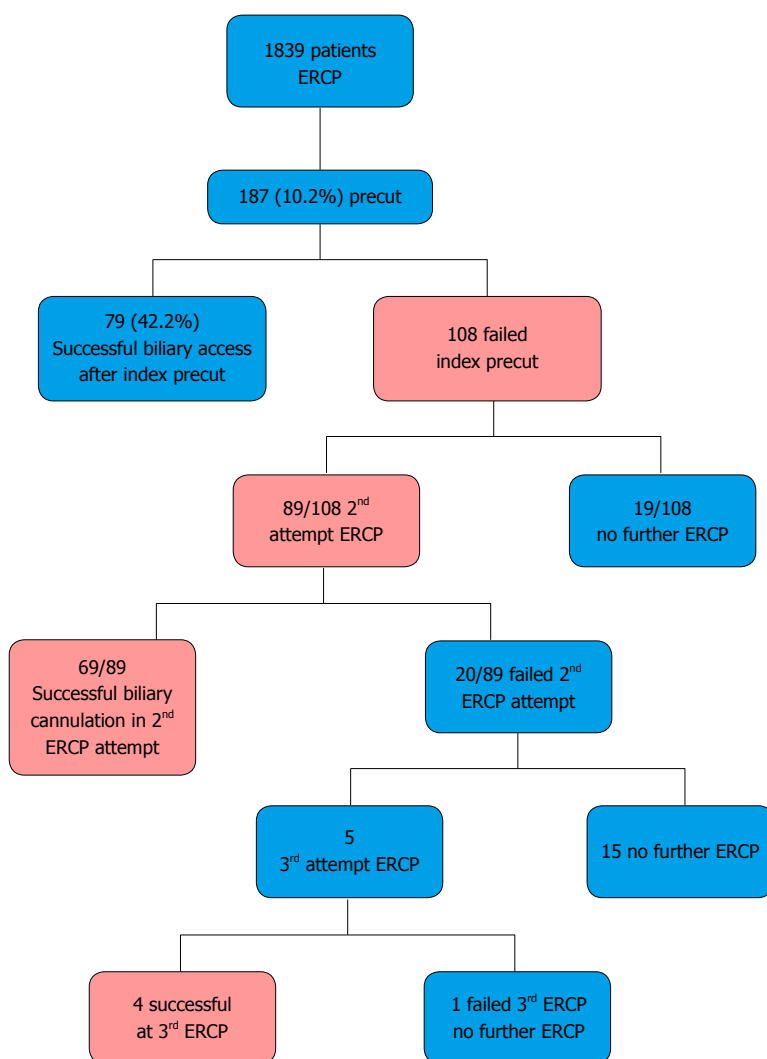 1839 patients
ERCP
187 (10.2%) precut
79 (42.2%)
Successful biliary access
after index precut
108 failed
index precut
89/108 2nd
attempt ERCP
19/108
no further ERCP
69/89
Successful biliary
cannulation in 2nd
ERCP attempt
20/89 failed 2nd
ERCP attempt
5
3rd attempt ERCP
15 no further ERCP
4 successful
at 3rd ERCP
1 failed 3rd ERCP
no further ERCP